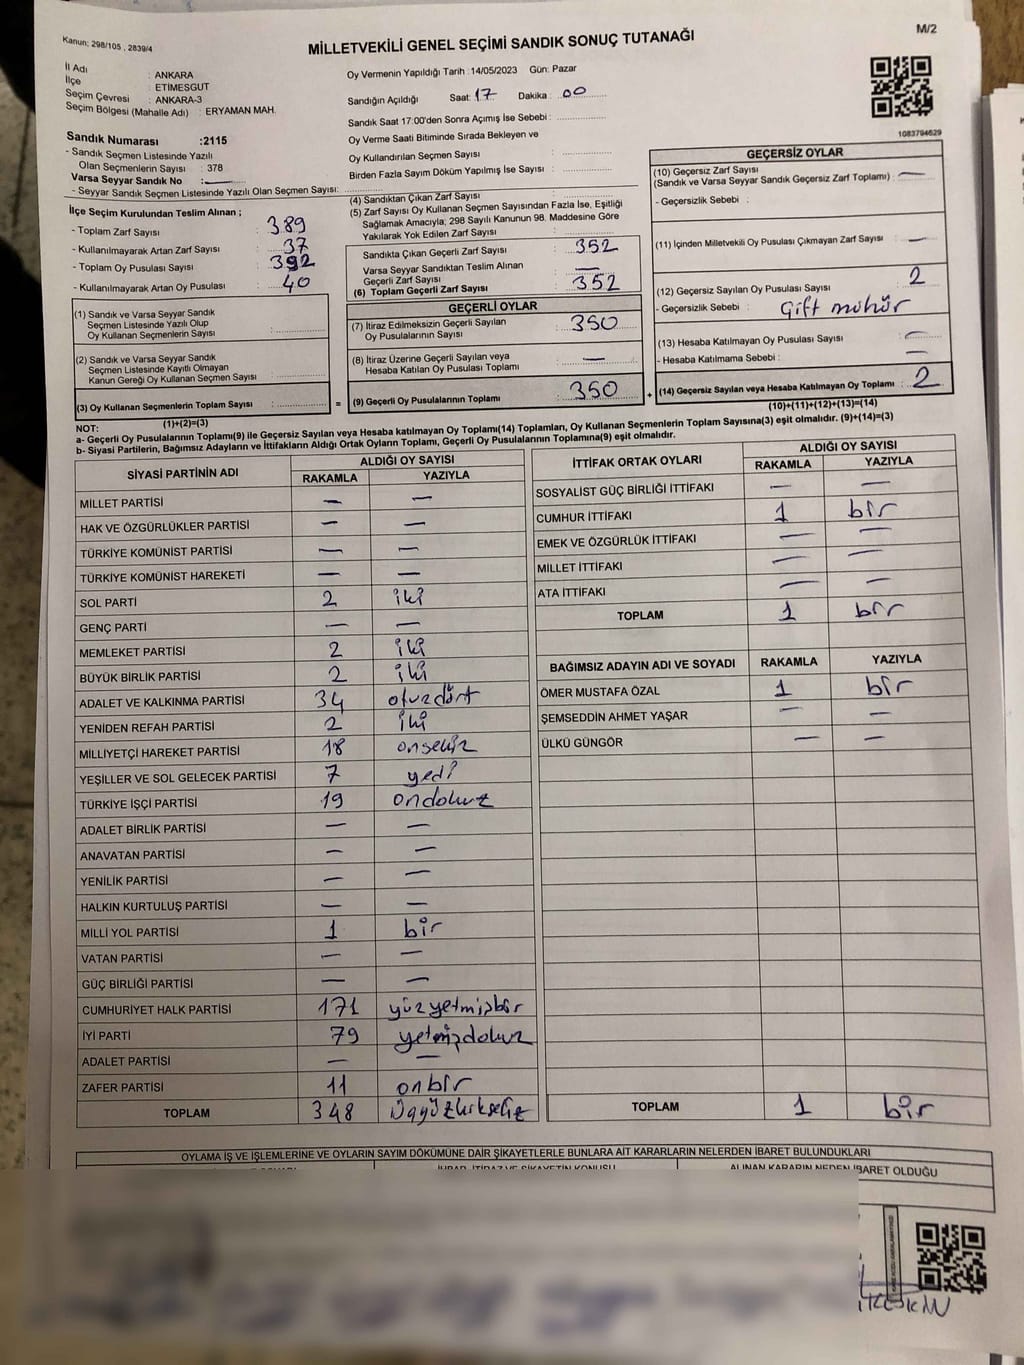 M/2
Kanun; 298/105 , 2839/4
MİLLETVEKİLİ GENEL SEÇİMİ SANDIK SONUÇ TUTANAĞI
İl Adı : ANKARA
İlçe : ETİMESGUT
Seçim Çevresi : ANKARA-3
Seçim Bölgesi (Mahalle Adı) : ERYAMAN MAH.
Sandık Numarası :2115
- Sandık Seçmen Listesinde Yazılı
Olan Seçmenlerin Sayısı : 378
Varsa Seyyar Sandık No :
- Seyyar Sandık Seçmen Listesinde Yazılı Olan Seçmen Sayısı:
Oy Vermenin Yapıldığı Tarih :14/05/2023 Gün: Pazar
Sandığın Açıldığı Saat: 17 Dakika : 00
Sandık Saat 17:00'den Sonra Açımış İse Sebebi :
Oy Verme Saati Bitiminde Sırada Bekleyen ve
Oy Kullandırılan Seçmen Sayısı :
Birden Fazla Sayım Döküm Yapılmış İse Sayısı :
1083794629
İlçe Seçim Kurulundan Teslim Alınan ;
- Toplam Zarf Sayısı : 389
- Kullanılmayarak Artan Zarf Sayısı : 37
- Toplam Oy Pusulası Sayısı : 392
- Kullanılmayarak Artan Oy Pusulası : 40
(1) Sandık ve Varsa Seyyar Sandık
Seçmen Listesinde Yazılı Olup
Oy Kullanan Seçmenlerin Sayısı :
(2) Sandık ve Varsa Seyyar Sandık
Seçmen Listesinde Kayıtlı Olmayan
Kanun Gereği Oy Kullanan Seçmen Sayısı :
(3) Oy Kullanan Seçmenlerin Toplam Sayısı : =
(1)+(2)=(3)
(4) Sandıktan Çıkan Zarf Sayısı :
(5) Zarf Sayısı Oy Kullanan Seçmen Sayısından Fazla İse, Eşitliği
Sağlamak Amacıyla; 298 Sayılı Kanunun 98. Maddesine Göre
Yakılarak Yok Edilen Zarf Sayısı :
Sandıkta Çıkan Geçerli Zarf Sayısı : 352
Varsa Seyyar Sandıktan Teslim Alınan
Geçerli Zarf Sayısı : —
(6) Toplam Geçerli Zarf Sayısı : 352
GEÇERLİ OYLAR
(7) İtiraz Edilmeksizin Geçerli Sayılan
Oy Pusulalarının Sayısı : 350
(8) İtiraz Üzerine Geçerli Sayılan veya
Hesaba Katılan Oy Pusulası Toplamı : —
(9) Geçerli Oy Pusulalarının Toplamı : 350 +
GEÇERSİZ OYLAR
(10) Geçersiz Zarf Sayısı
(Sandık ve Varsa Seyyar Sandık Geçersiz Zarf Toplamı) : —
- Geçersizlik Sebebi :
(11) İçinden Milletvekili Oy Pusulası Çıkmayan Zarf Sayısı : —
(12) Geçersiz Sayılan Oy Pusulası Sayısı : 2
- Geçersizlik Sebebi : Çift mühür
(13) Hesaba Katılmayan Oy Pusulası Sayısı : —
- Hesaba Katılmama Sebebi : —
(14) Geçersiz Sayılan veya Hesaba Katılmayan Oy Toplamı : 2
(10)+(11)+(12)+(13)=(14)
NOT:
a- Geçerli Oy Pusulalarının Toplamı(9) ile Geçersiz Sayılan veya Hesaba katılmayan Oy Toplamı(14) Toplamları, Oy Kullanan Seçmenlerin Toplam Sayısına(3) eşit olmalıdır. (9)+(14)=(3)
b- Siyasi Partilerin, Bağımsız Adayların ve İttifakların Aldığı Ortak Oyların Toplamı, Geçerli Oy Pusulalarının Toplamına(9) eşit olmalıdır.
SİYASİ PARTİNİN ADI ALDIĞI OY SAYISI
RAKAMLA YAZIYLA
MİLLET PARTİSİ — —
HAK VE ÖZGÜRLÜKLER PARTİSİ — —
TÜRKİYE KOMÜNİST PARTİSİ — —
TÜRKİYE KOMÜNİST HAREKETİ — —
SOL PARTİ 2 iki
GENÇ PARTİ — —
MEMLEKET PARTİSİ 2 iki
BÜYÜK BİRLİK PARTİSİ 2 iki
ADALET VE KALKINMA PARTİSİ 34 otuzdört
YENİDEN REFAH PARTİSİ 2 iki
MİLLİYETÇİ HAREKET PARTİSİ 18 onsekiz
YEŞİLLER VE SOL GELECEK PARTİSİ 7 yedi
TÜRKİYE İŞÇİ PARTİSİ 19 ondokuz
ADALET BİRLİK PARTİSİ — —
ANAVATAN PARTİSİ — —
YENİLİK PARTİSİ — —
HALKIN KURTULUŞ PARTİSİ — —
MİLLİ YOL PARTİSİ 1 bir
VATAN PARTİSİ — —
GÜÇ BİRLİĞİ PARTİSİ — —
CUMHURİYET HALK PARTİSİ 171 yüzyetmişbir
İYİ PARTİ 79 yetmişdokuz
ADALET PARTİSİ — —
ZAFER PARTİSİ 11 onbir
TOPLAM 348 üçyüzkırksekiz
İTTİFAK ORTAK OYLARI ALDIĞI OY SAYISI
RAKAMLA YAZIYLA
SOSYALİST GÜÇ BİRLİĞİ İTTİFAKI — —
CUMHUR İTTİFAKI 1 bir
EMEK VE ÖZGÜRLÜK İTTİFAKI — —
MİLLET İTTİFAKI — —
ATA İTTİFAKI — —
TOPLAM 1 bir
BAĞIMSIZ ADAYIN ADI VE SOYADI RAKAMLA YAZIYLA
ÖMER MUSTAFA ÖZAL 1 bir
ŞEMSEDDİN AHMET YAŞAR — —
ÜLKÜ GÜNGÖR — —
TOPLAM 1 bir
OYLAMA İŞ VE İŞLEMLERİNE VE OYLARIN SAYIM DÖKÜMÜNE DAİR ŞİKAYETLERLE BUNLARA AİT KARARLARIN NELERDEN İBARET BULUNDUKLARI
İHBAR, İTİRAZ VE ŞİKAYETİN KONUSU ALINAN KARARIN NEDEN İBARET OLDUĞU